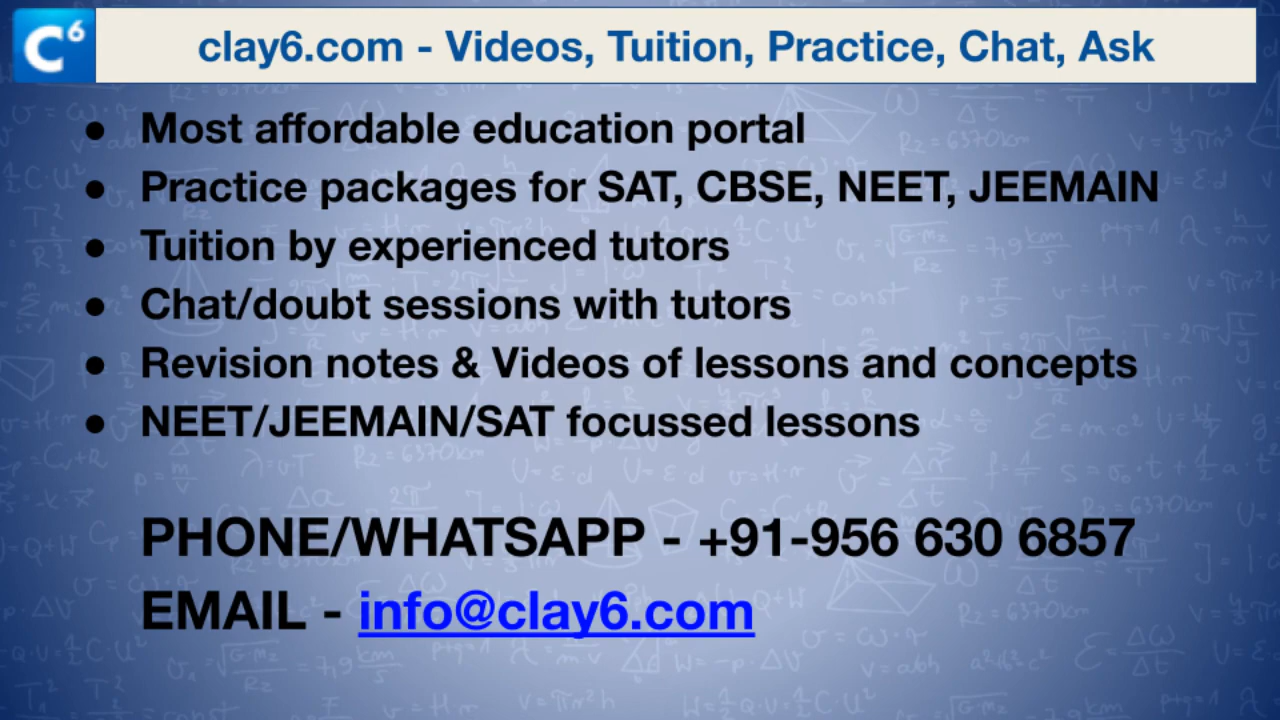 C6
clay6.com - Videos, Tuition, Practice, Chat, Ask
● Most affordable education portal
● Practice packages for SAT, CBSE, NEET, JEEMAIN
● Tuition by experienced tutors
● Chat/doubt sessions with tutors
● Revision notes & Videos of lessons and concepts
● NEET/JEEMAIN/SAT focussed lessons
PHONE/WHATSAPP - +91-956 630 6857
EMAIL - info@clay6.com